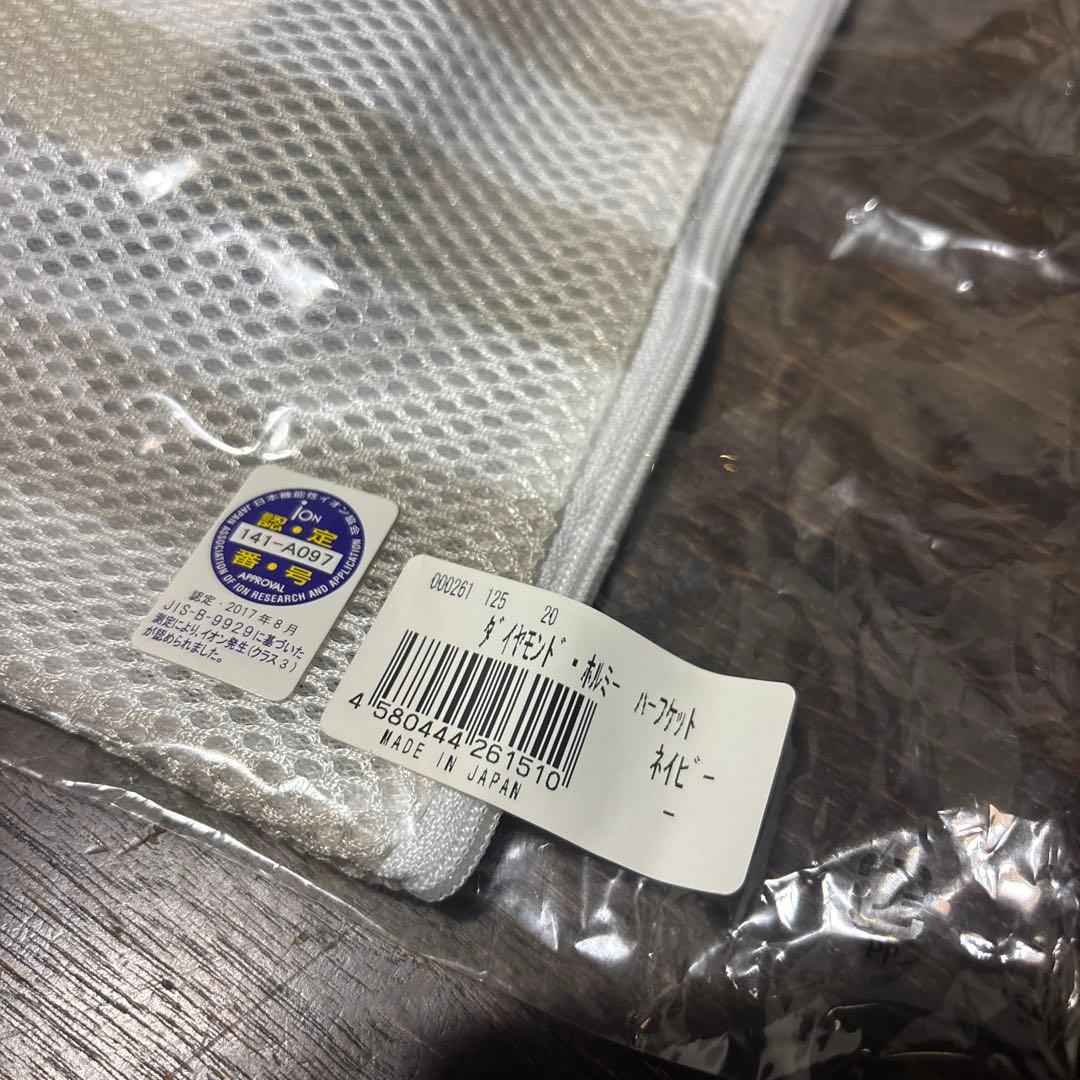 日本機能性イオン協会
ION
認・定
141-A097
番・号
APPROVAL
JAPAN ASSOCIATION OF ION RESEARCH AND APPLICATION
認定・2017年8月
JIS-B-9929に基づいた
測定により、イオン発生(クラス3)
が認められました。
000261 125 20
ﾀﾞｲﾔﾓﾝﾄﾞ・ﾎﾙﾐｰ ﾊｰﾌｹｯﾄ
ﾈｲﾋﾞｰ
-
4 580444 261510
MADE IN JAPAN